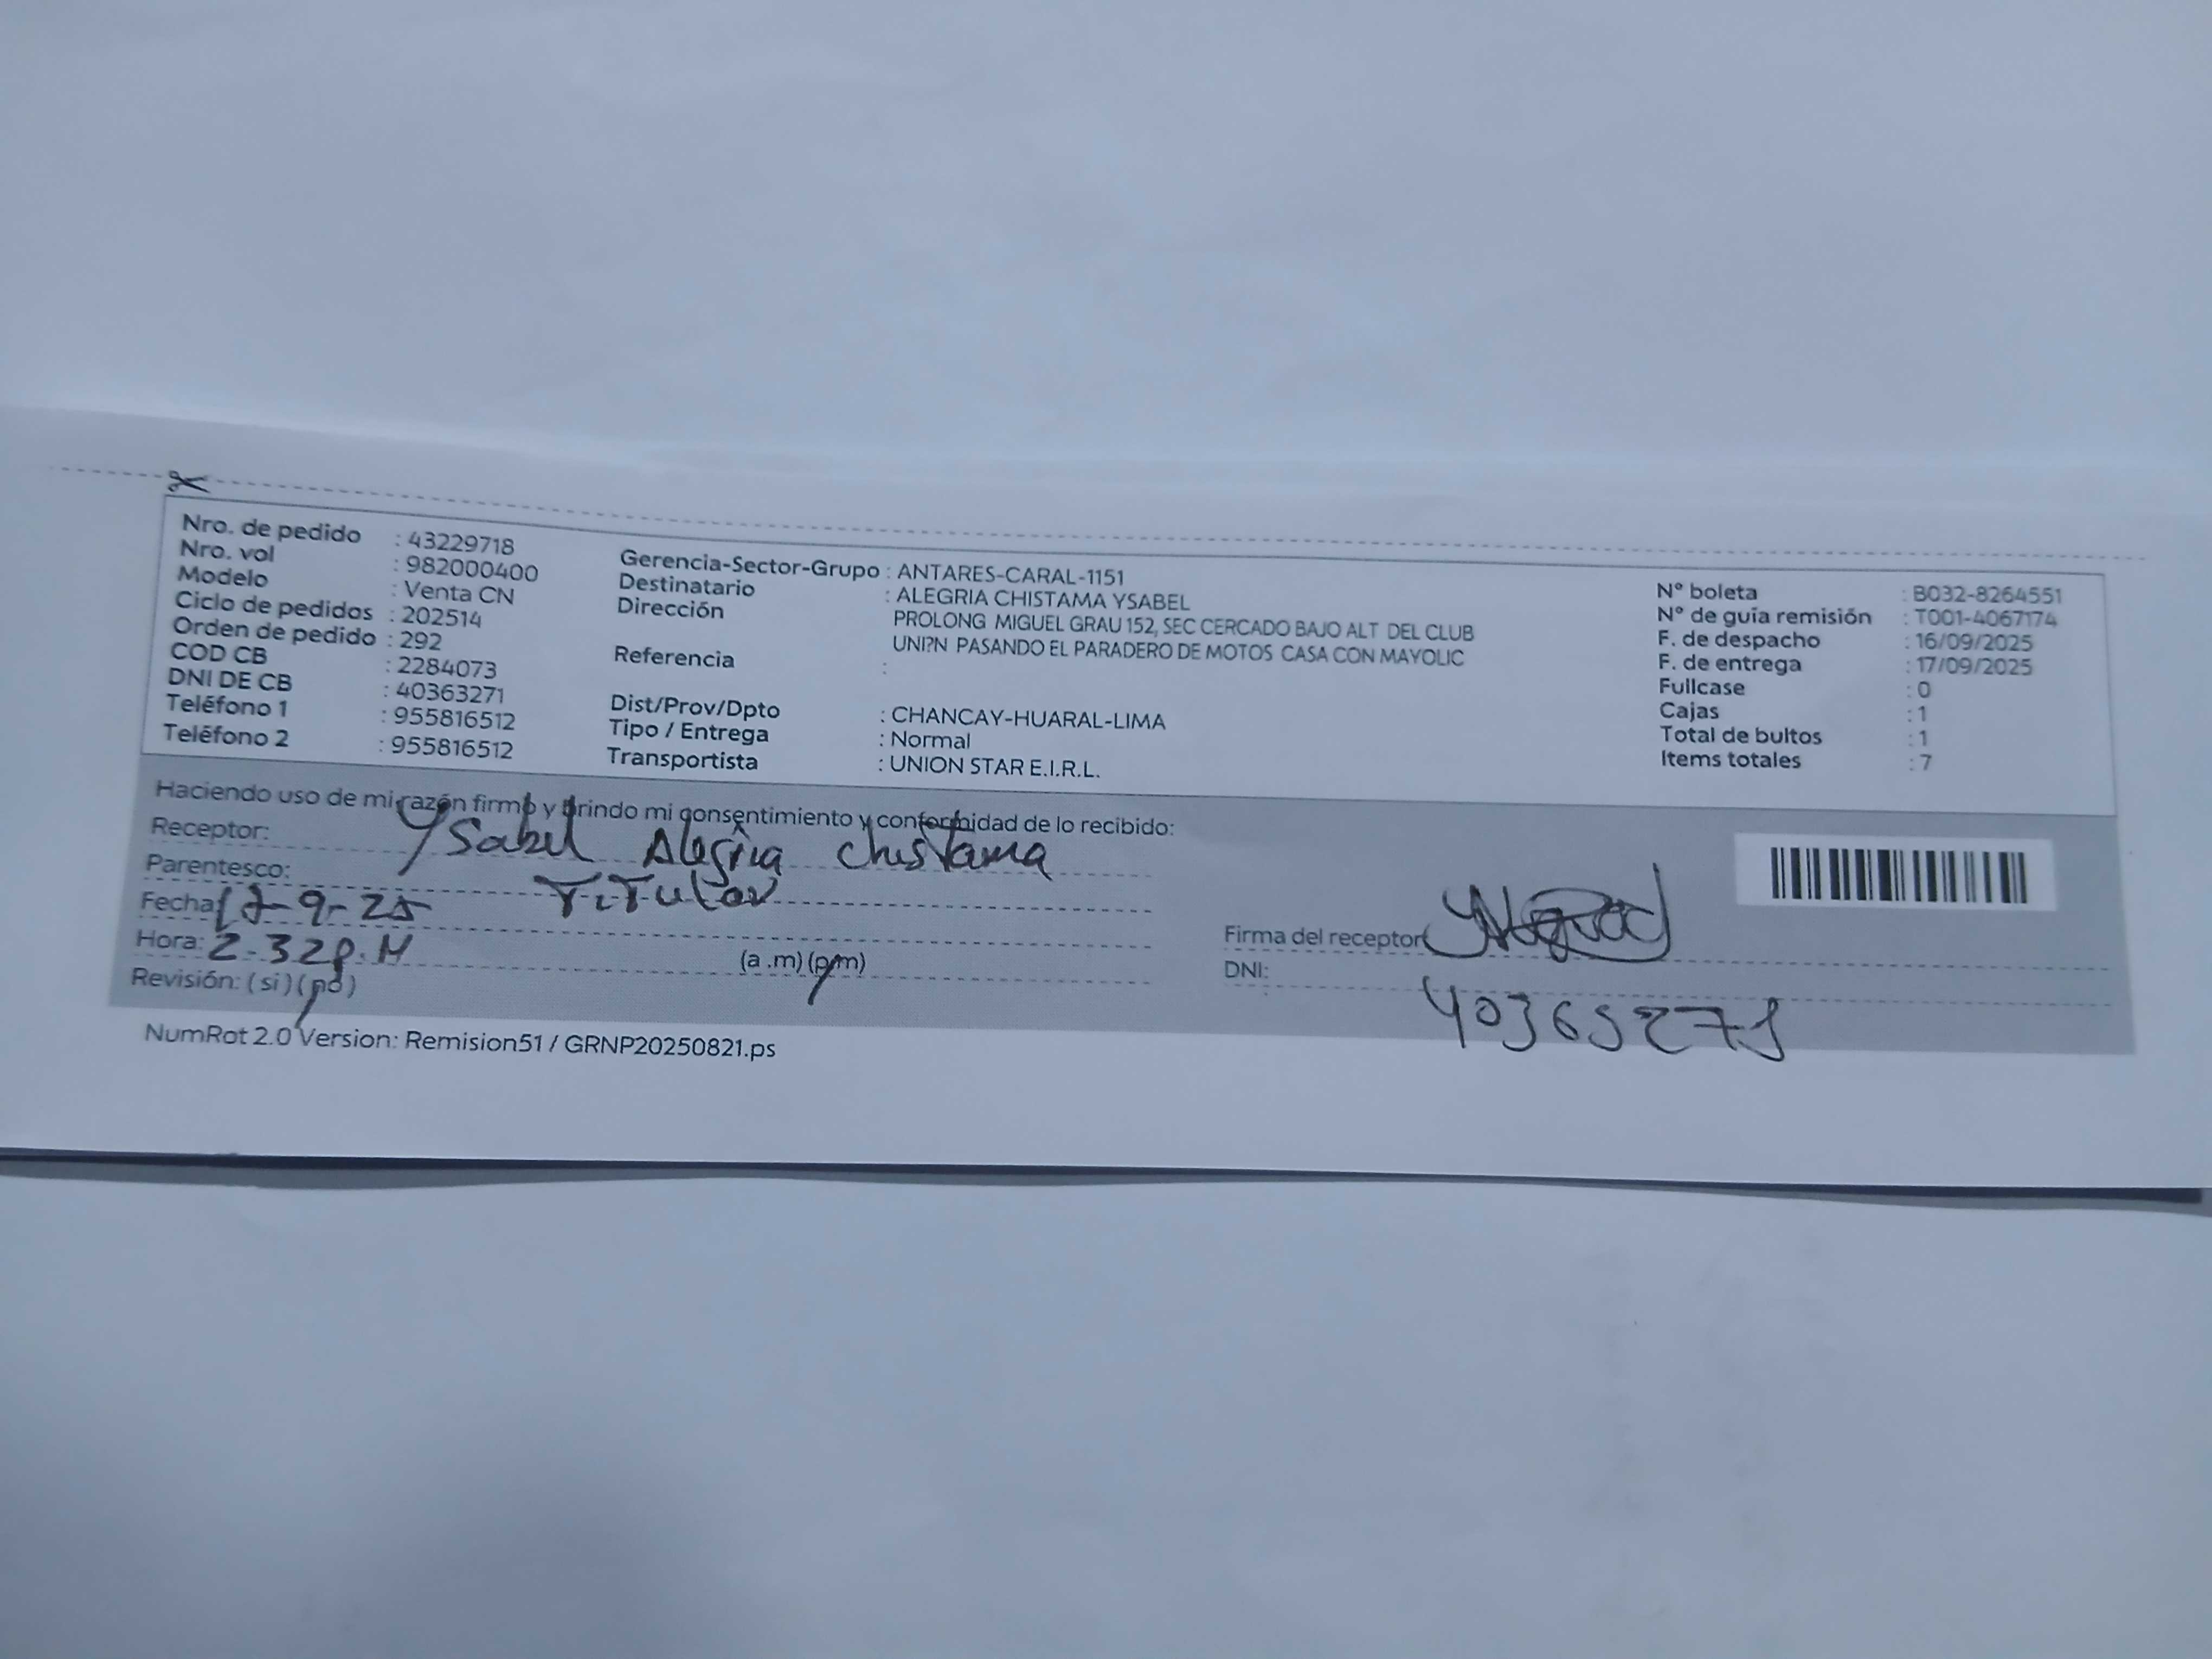 Nro. de pedido : 43229718
Nro. vol : 982000400
Modelo : Venta CN
Ciclo de pedidos : 202514
Orden de pedido : 292
COD CB : 2284073
DNI DE CB : 40363271
Teléfono 1 : 955816512
Teléfono 2 : 955816512
Gerencia-Sector-Grupo : ANTARES-CARAL-1151
Destinatario : ALEGRIA CHISTAMA YSABEL
Dirección PROLONG MIGUEL GRAU 152, SEC CERCADO BAJO ALT DEL CLUB
UNI?N PASANDO EL PARADERO DE MOTOS CASA CON MAYOLIC
Referencia :
Dist/Prov/Dpto : CHANCAY-HUARAL-LIMA
Tipo / Entrega : Normal
Transportista : UNION STAR E.I.R.L.
N° boleta : B032-8264551
N° de guía remisión : T001-4067174
F. de despacho : 16/09/2025
F. de entrega : 17/09/2025
Fullcase : 0
Cajas : 1
Total de bultos : 1
Items totales : 7
Haciendo uso de mi razón firmo y brindo mi consentimiento y conformidad de lo recibido:
Receptor: Ysabel Alegria Chistama
Parentesco: Titular
Fecha: 17-9-25
Hora: 2.32p.M (a .m) (p.m)
Revisión: (si) (no)
Firma del receptor
DNI:
NumRot 2.0 Version: Remision51 / GRNP20250821.ps